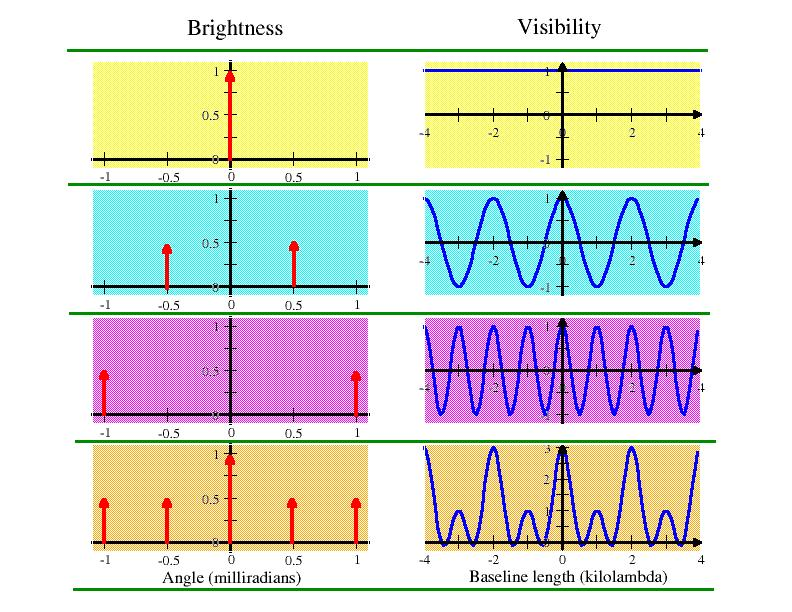 Brightness Visibility
1 1
0.5 0
0 -4 -2 0 2 4
-1 -0.5 0 0.5 1 -1
1 1
0.5
0 -4 -2 0 2 4
-1 -0.5 0 0.5 1 -1
1 1
0.5
0 -4 -2 0 2 4
-1 -0.5 0 0.5 1
1 3
0.5 2
0 1
-1 -0.5 0 0.5 1 -4 -2 0 2 4
Angle (milliradians) Baseline length (kilolambda)